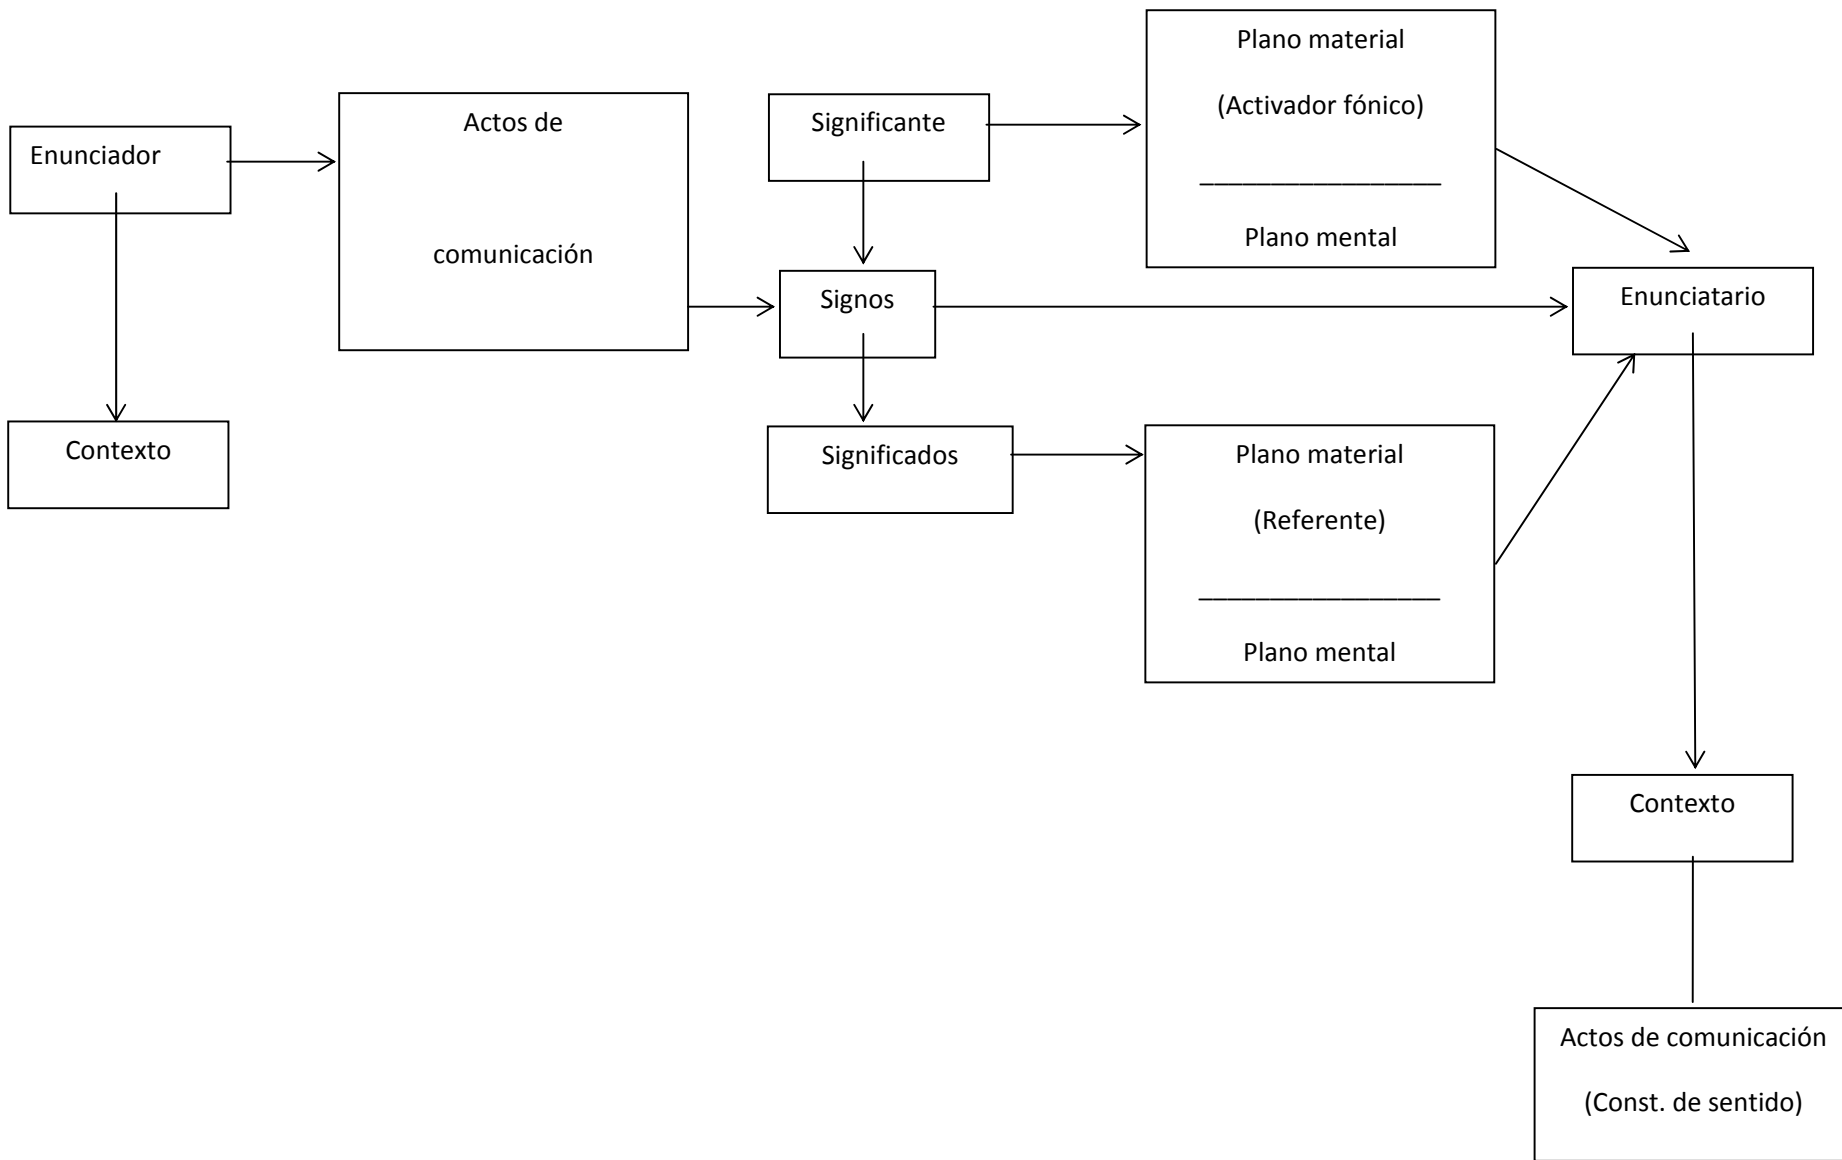 Plano material
(Activador fónico)
Plano mental
Actos de
comunicación
Significante
Enunciador
Signos
Enunciatario
Contexto
Significados
Plano material
(Referente)
Plano mental
Contexto
Actos de comunicación
(Const. de sentido)